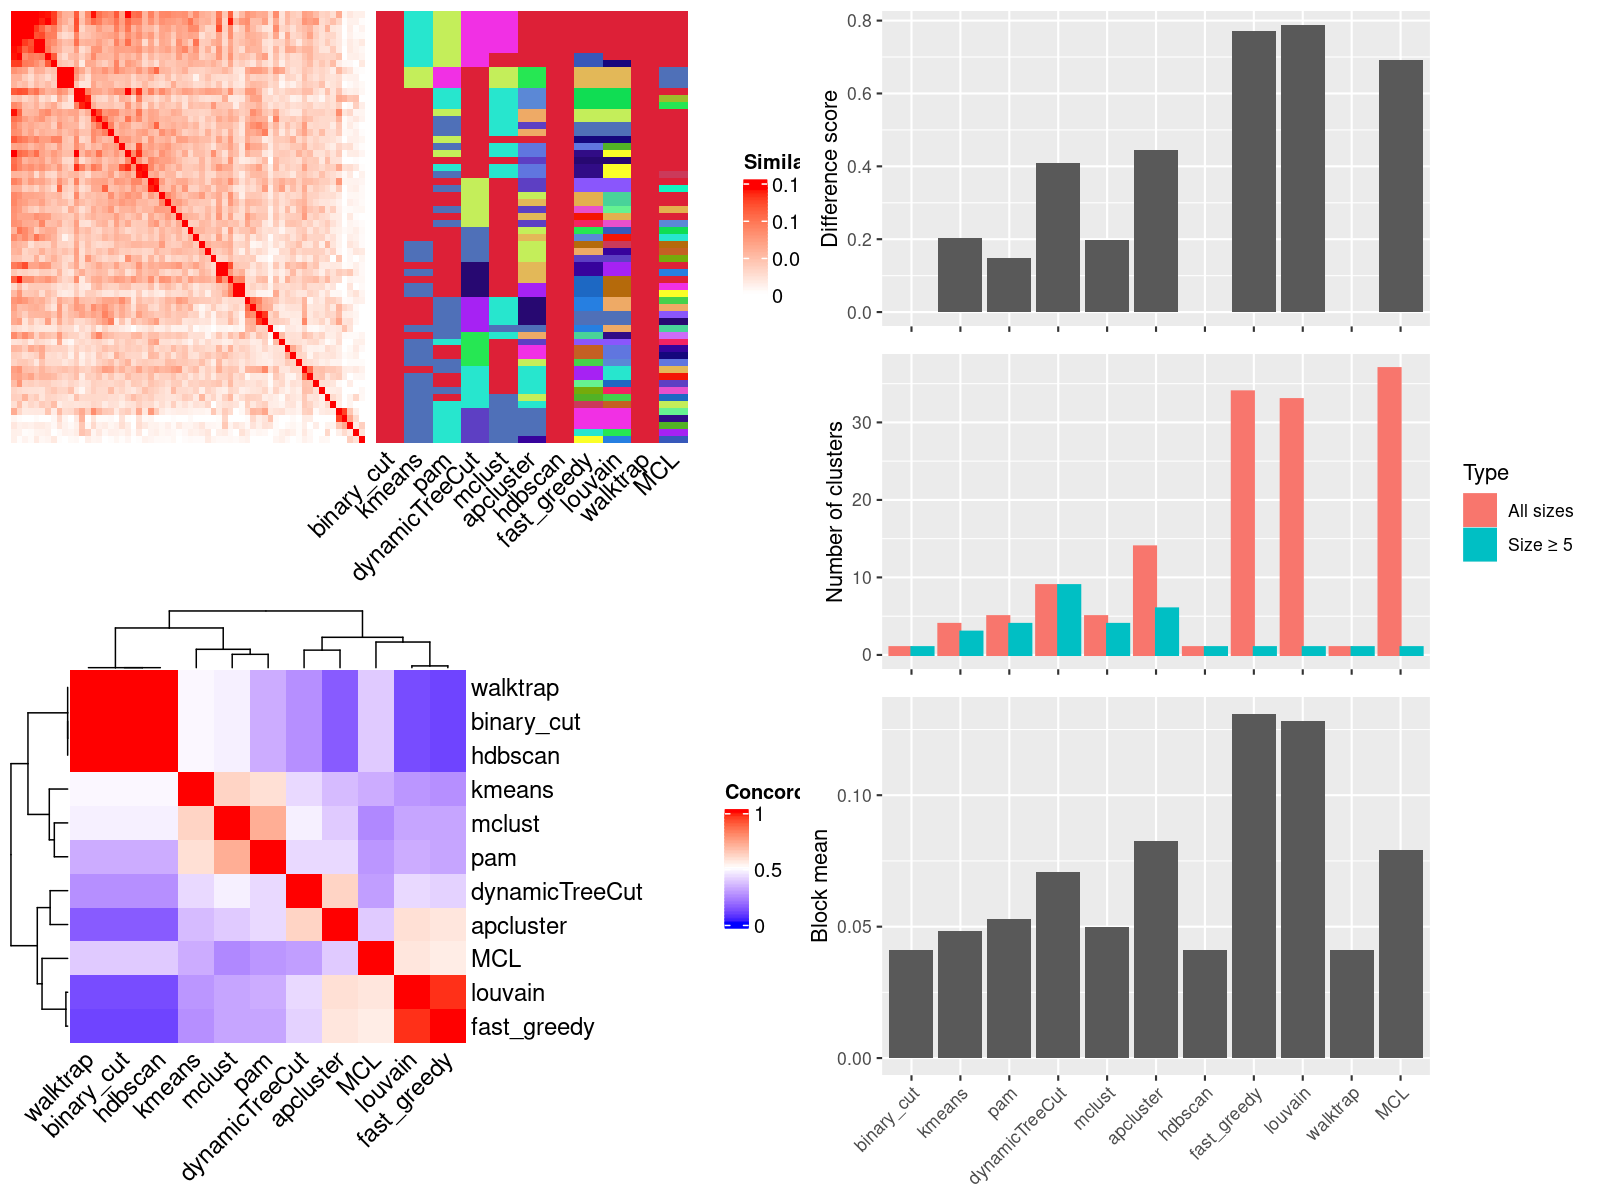 Simila
0.1
0.1
0.0
0
binary_cut
kmeans
pam
dynamicTreeCut
mclust
apcluster
hdbscan
fast_greedy
louvain
walktrap
MCL
walktrap
binary_cut
hdbscan
kmeans
mclust
pam
dynamicTreeCut
apcluster
MCL
louvain
fast_greedy
Concord
1
0.5
0
walktrap
binary_cut
hdbscan
kmeans
mclust
pam
dynamicTreeCut
apcluster
MCL
louvain
fast_greedy
Difference score
0.8
0.6
0.4
0.2
0.0
Number of clusters
30
20
10
0
Type
All sizes
Size ≥ 5
Block mean
0.10
0.05
0.00
binary_cut
kmeans
pam
dynamicTreeCut
mclust
apcluster
hdbscan
fast_greedy
louvain
walktrap
MCL